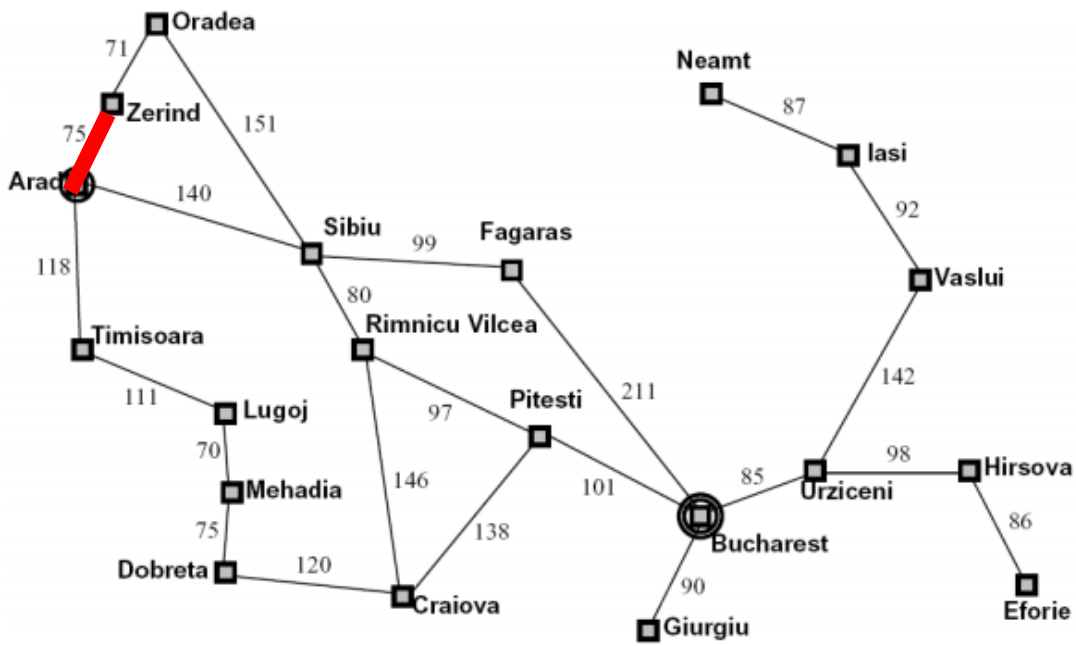 Oradea
71
Neamt
Zerind
87
75
151
Iasi
Arad
140
92
Sibiu
Fagaras
99
118
Vaslui
80
Timisoara
Rimnicu Vilcea
142
111
211
Lugoj
97
Pitesti
70
98
Hirsova
146
85
Mehadia
101
Urziceni
75
138
86
Bucharest
Dobreta
120
90
Craiova
Eforie
Giurgiu